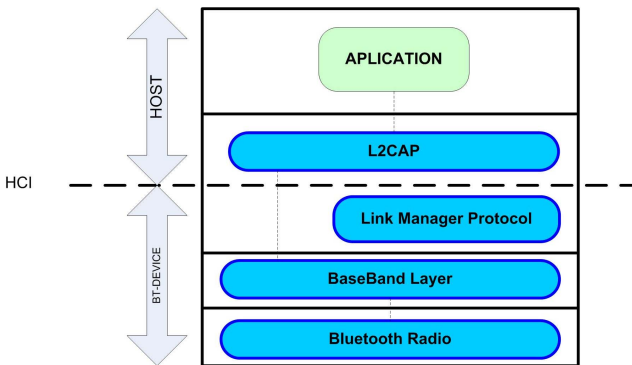 APLICATION
HOST
L2CAP
HCI
Link Manager Protocol
BT-DEVICE
BaseBand Layer
Bluetooth Radio